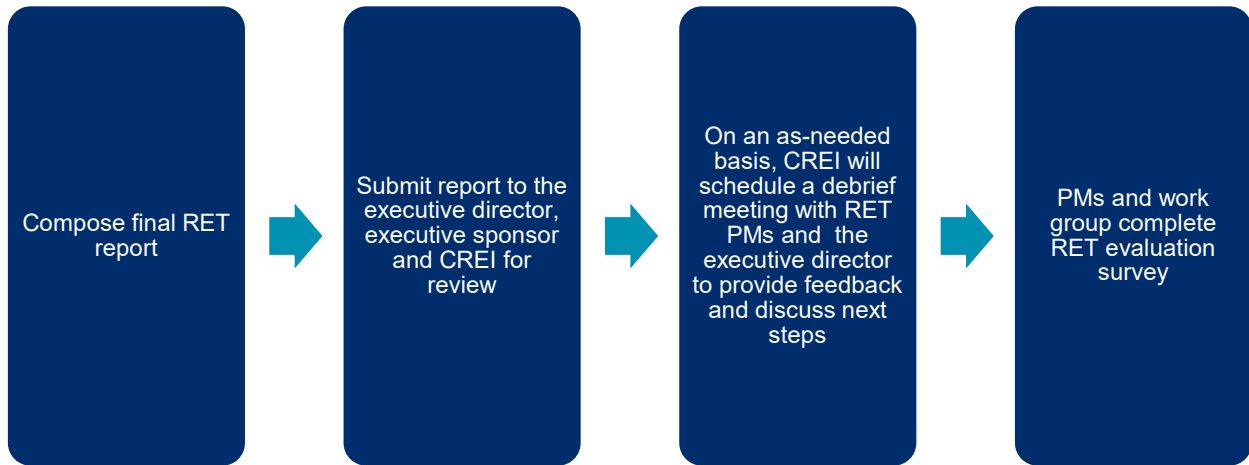 Compose final RET
report
Submit report to the
executive director,
executive sponsor
and CREI for
review
On an as-needed
basis, CREI will
schedule a debrief
meeting with RET
PMs and  the
executive director
to provide feedback
and discuss next
steps
PMs and work
group complete
RET evaluation
survey